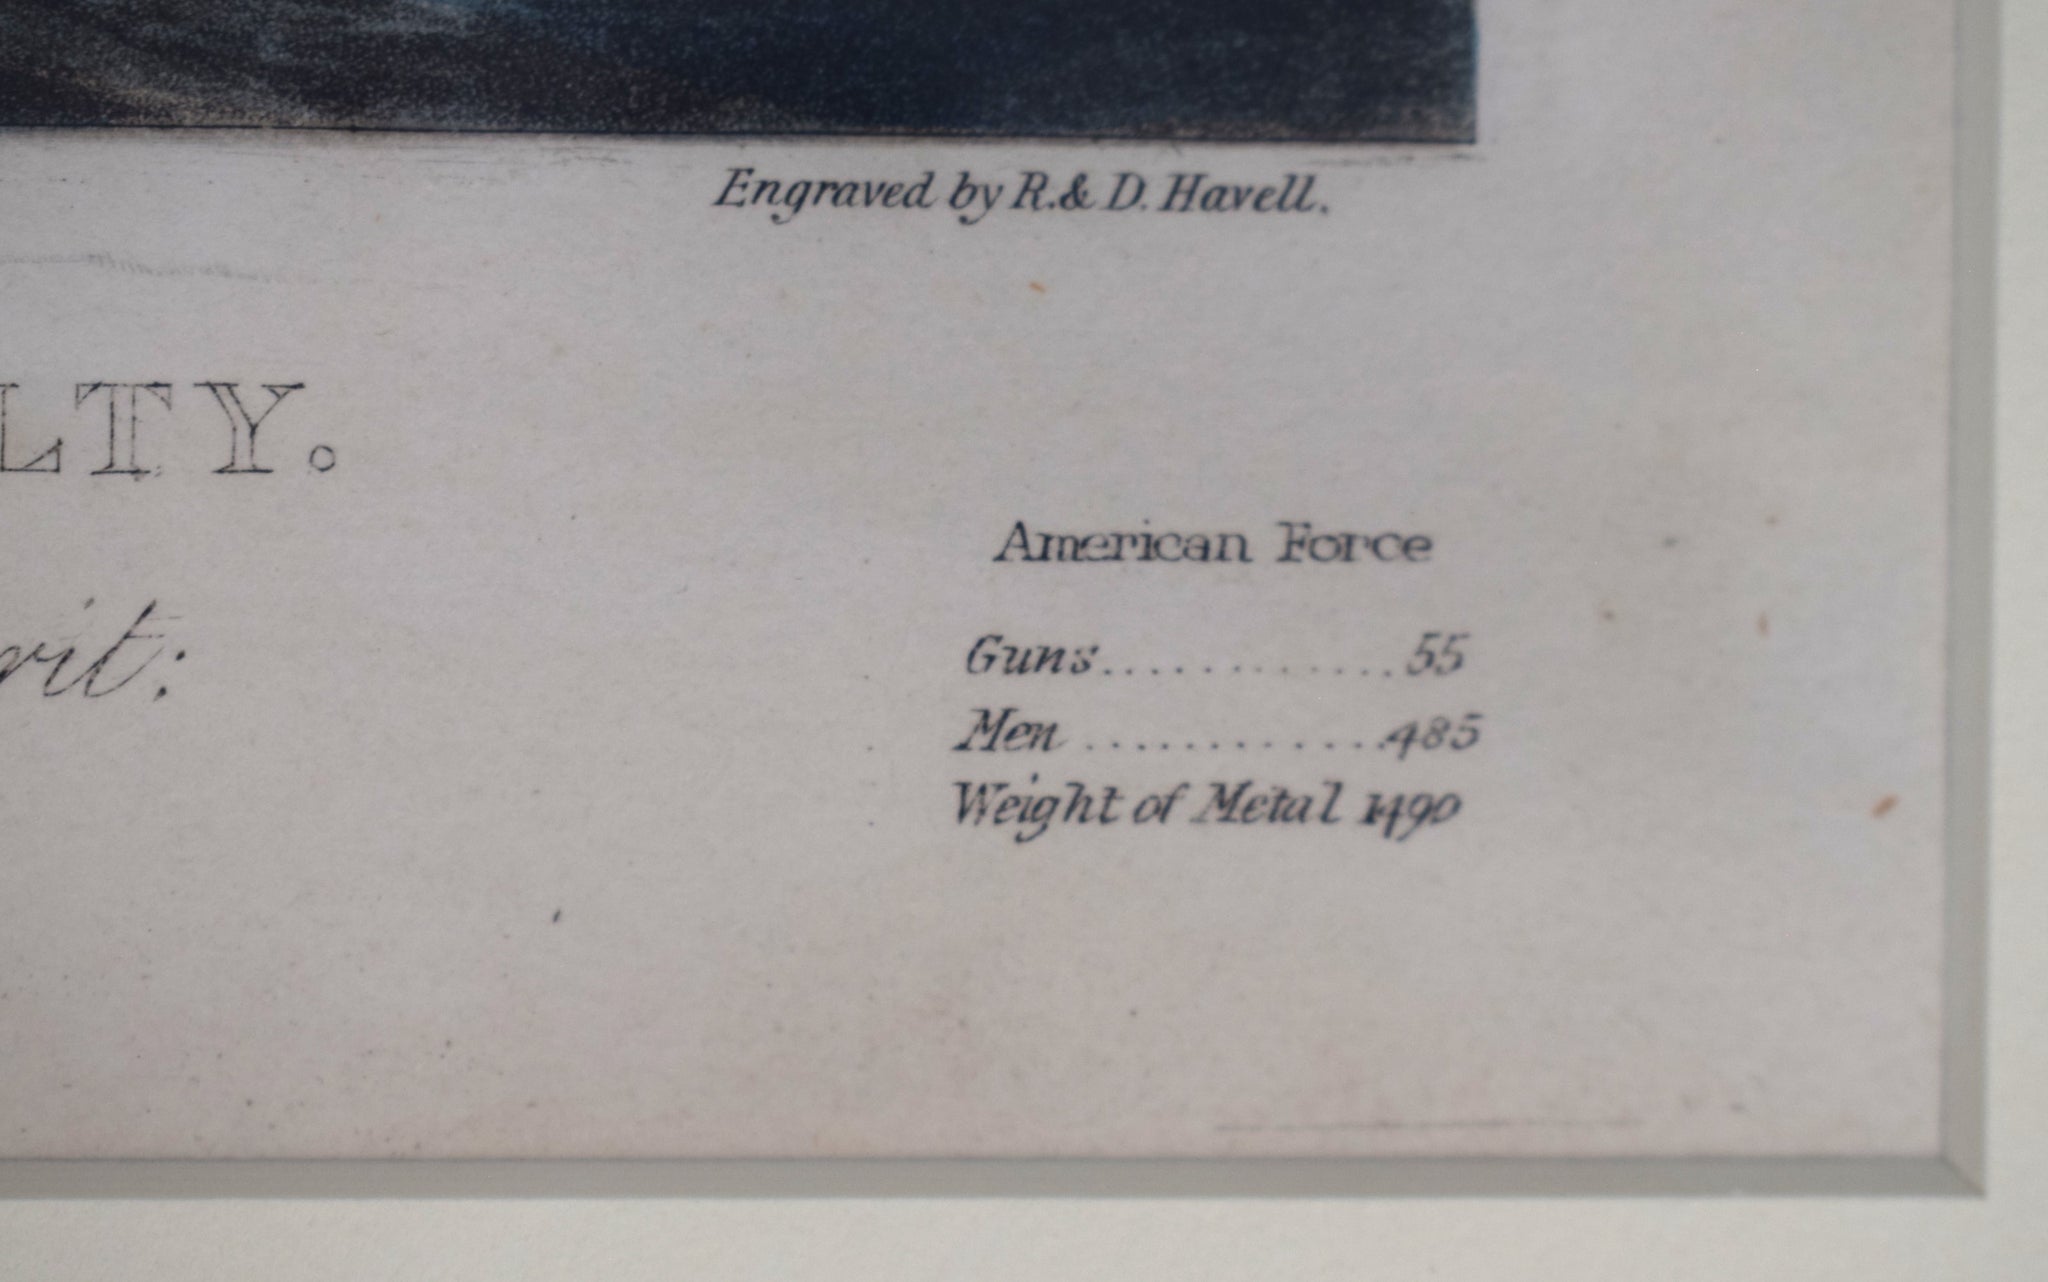 Engraved by R. & D. Havell.
LTY.
rit:
American Force
Guns............55
Men ............485
Weight of Metal 1490